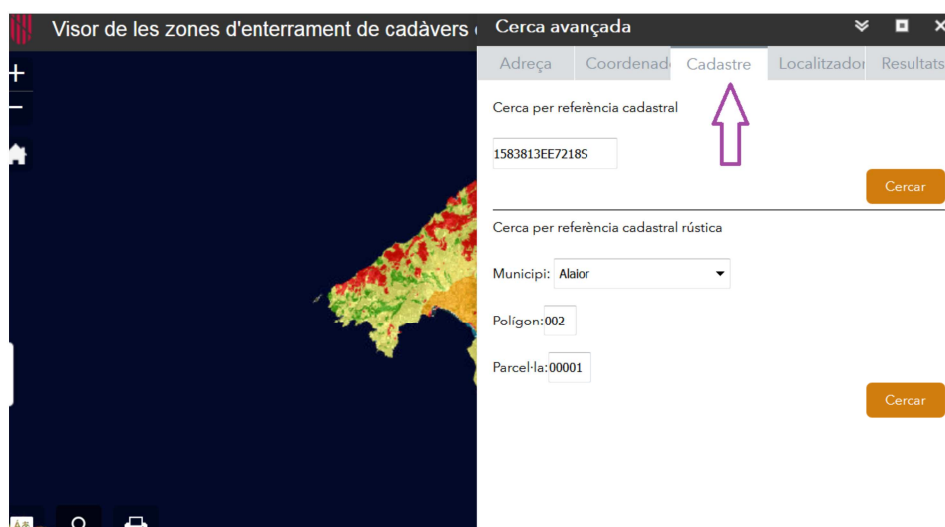 Visor de les zones d'enterrament de cadàvers
Cerca avançada
Adreça Coordenad Cadastre Localitzador Resultats
Cerca per referència cadastral
1583813EE7218S
Cercar
Cerca per referència cadastral rústica
Municipi: Alaior
Polígon: 002
Parcel·la: 00001
Cercar